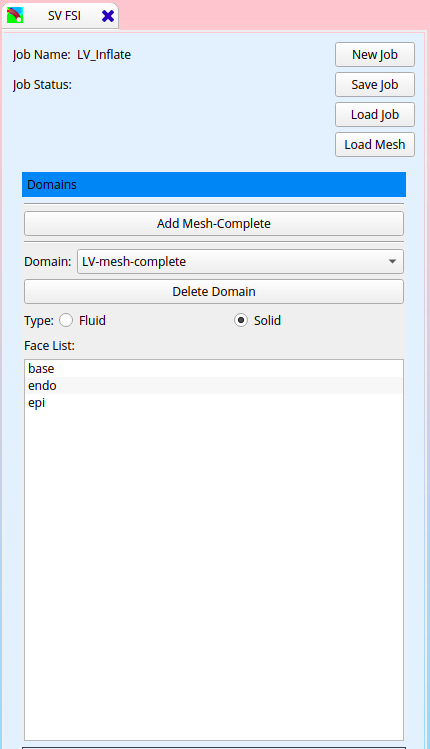 SV FSI
Job Name: LV_Inflate
New Job
Job Status:
Save Job
Load Job
Load Mesh
Domains
Add Mesh-Complete
Domain: LV-mesh-complete
Delete Domain
Type: Fluid Solid
Face List:
base
endo
epi